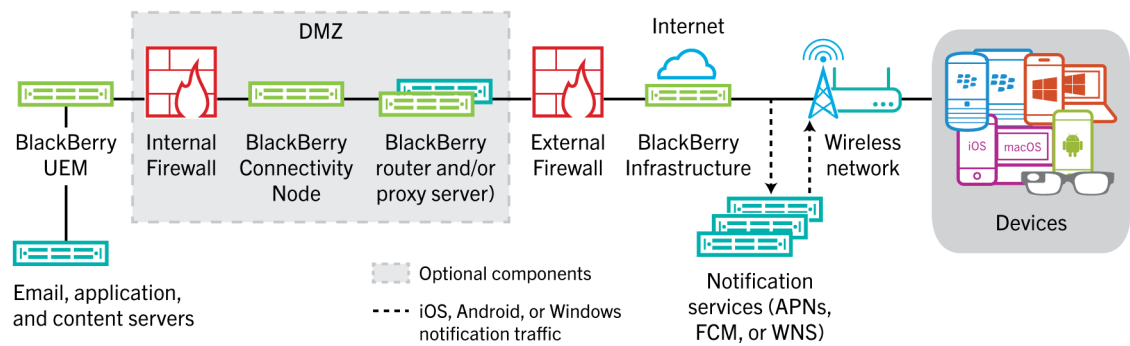 DMZ
Internet
BlackBerry
UEM
Internal
Firewall
BlackBerry
Connectivity
Node
BlackBerry
router and/or
proxy server)
External
Firewall
BlackBerry
Infrastructure
Wireless
network
iOS
macOS
Devices
Email, application,
and content servers
Optional components
iOS, Android, or Windows
notification traffic
Notification
services (APNs,
FCM, or WNS)